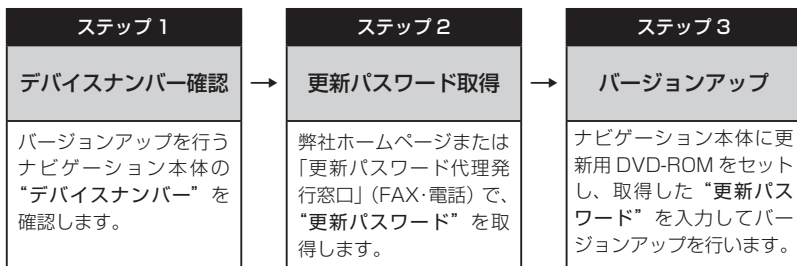 ステップ 1
デバイスナンバー確認
バージョンアップを行う
ナビゲーション本体の
“デバイスナンバー” を
確認します。
→
ステップ 2
更新パスワード取得
弊社ホームページまたは
「更新パスワード代理発
行窓口」（FAX・電話）で、
“更新パスワード” を取
得します。
→
ステップ 3
バージョンアップ
ナビゲーション本体に更
新用 DVD-ROM をセット
し、取得した “更新パス
ワード” を入力してバー
ジョンアップを行います。